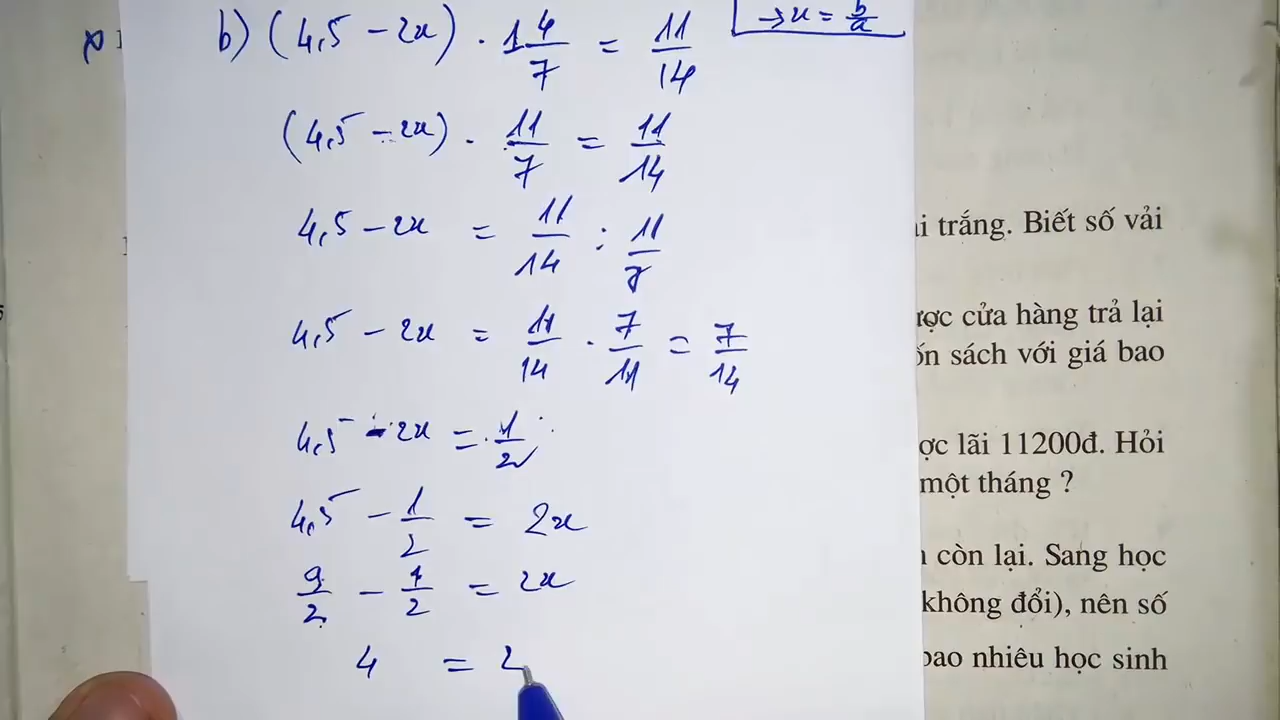 b) (4,5 - 2x) . 1 4/7 = 11/14
→ x = b/a
(4,5 - 2x) . 11/7 = 11/14
4,5 - 2x = 11/14 : 11/7
4,5 - 2x = 11/14 . 7/11 = 7/14
4,5 - 2x = 1/2
4,5 - 1/2 = 2x
9/2 - 1/2 = 2x
4 = 2
i trắng. Biết số vải
ược cửa hàng trả lại
ốn sách với giá bao
ợc lãi 11200đ. Hỏi
một tháng ?
còn lại. Sang học
không đổi), nên số
bao nhiêu học sinh